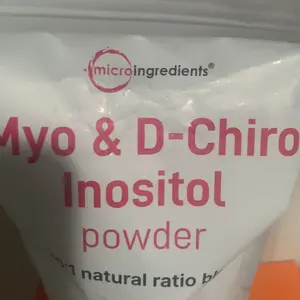 microingredients®
Myo & D-Chiro
Inositol
powder
natural ratio